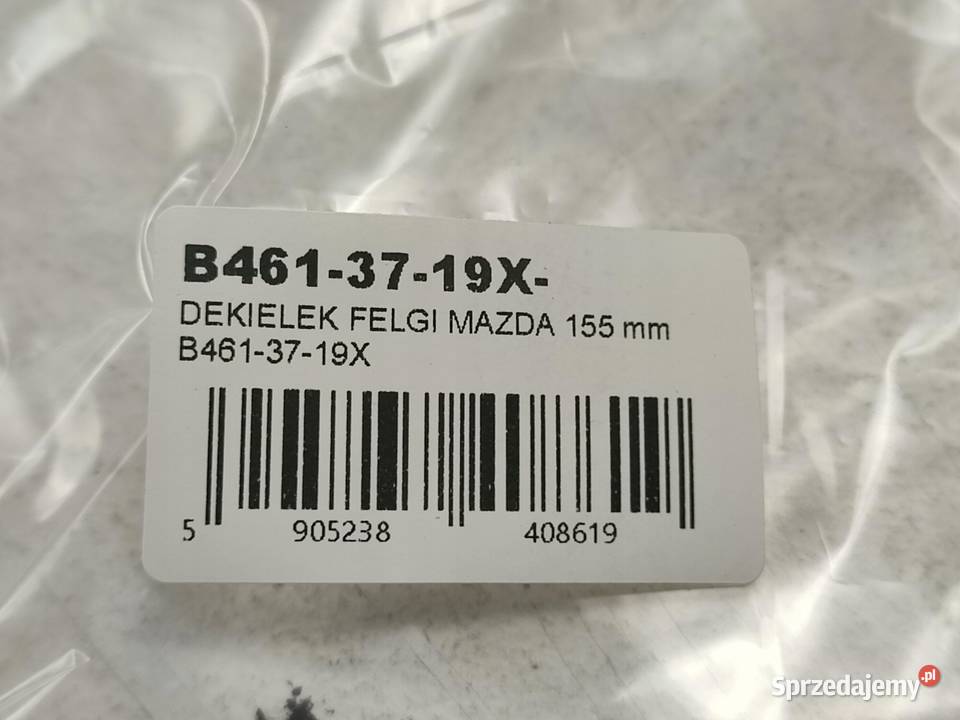 B461-37-19X-
DEKIELEK FELGI MAZDA 155 mm
B461-37-19X
5 905238 408619
Sprzedajemy.pl